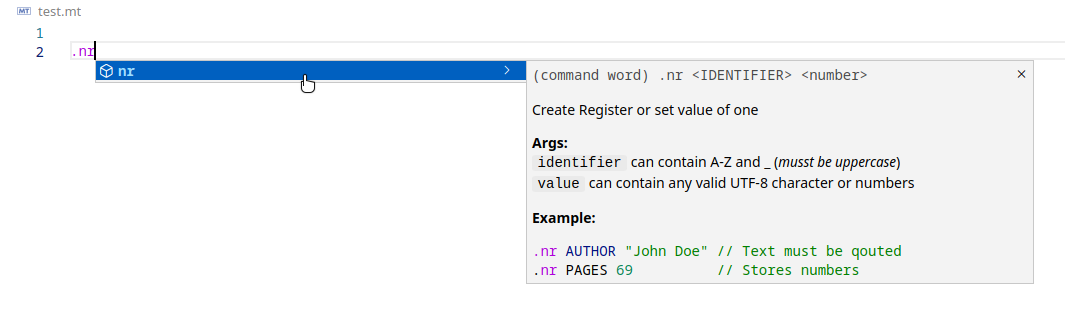 MT test.mt
1
2 .nr
nr
(command word) .nr <IDENTIFIER> <number>
Create Register or set value of one
Args:
identifier can contain A-Z and _ (musst be uppercase)
value can contain any valid UTF-8 character or numbers
Example:
.nr AUTHOR "John Doe" // Text must be qouted
.nr PAGES 69 // Stores numbers